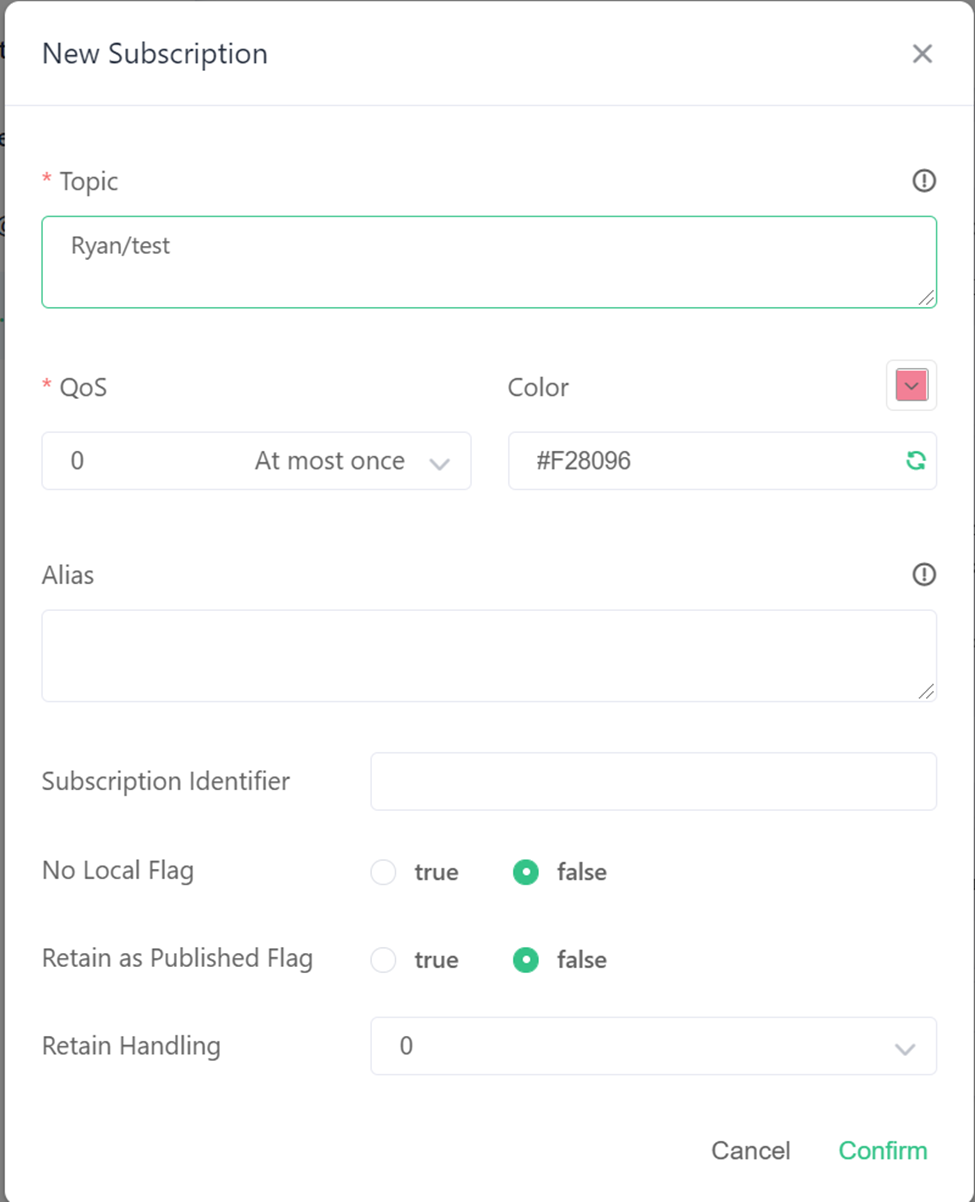 New Subscription
* Topic
Ryan/test
* QoS
Color
0 At most once
#F28096
Alias
Subscription Identifier
No Local Flag true false
Retain as Published Flag true false
Retain Handling 0
Cancel Confirm